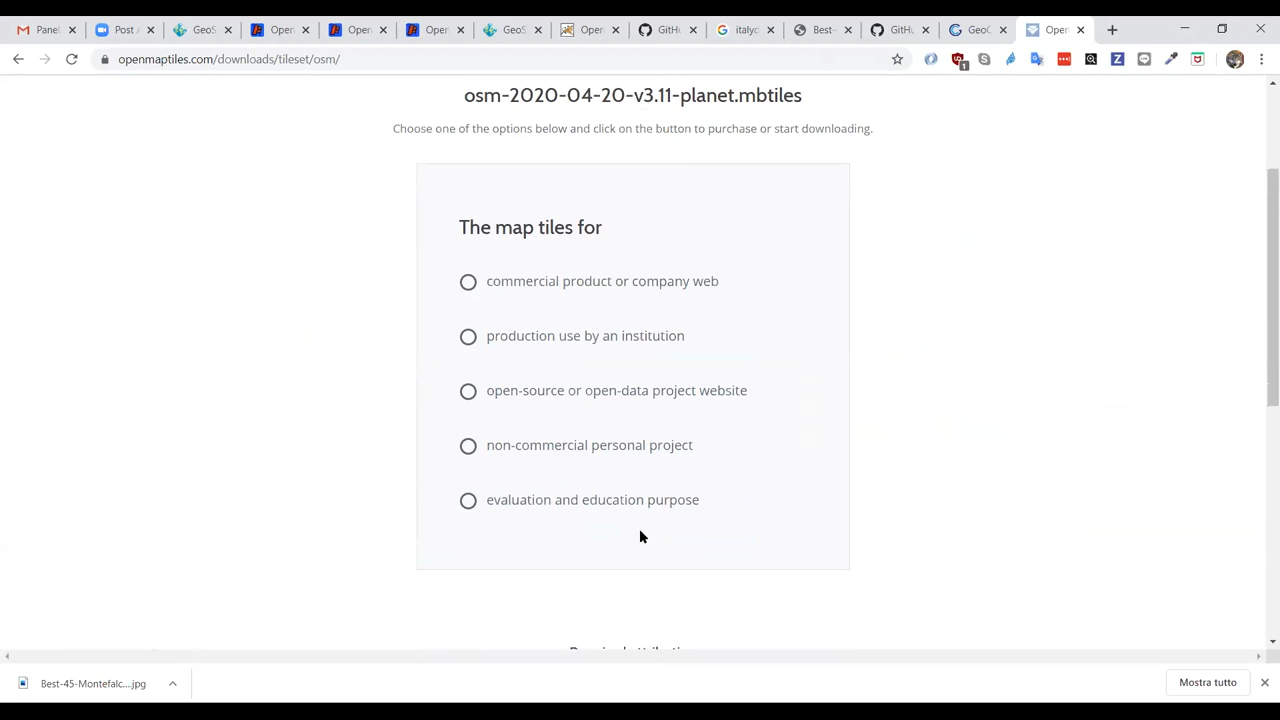 Panel
Post A
GeoS
Open
Open
Open
GeoS
Open
GitHu
italyc
Best-
GitHu
GeoC
Open
openmaptiles.com/downloads/tileset/osm/
1
osm-2020-04-20-v3.11-planet.mbtiles
Choose one of the options below and click on the button to purchase or start downloading.
The map tiles for
commercial product or company web
production use by an institution
open-source or open-data project website
non-commercial personal project
evaluation and education purpose
Best-45-Montefalc....jpg
Mostra tutto